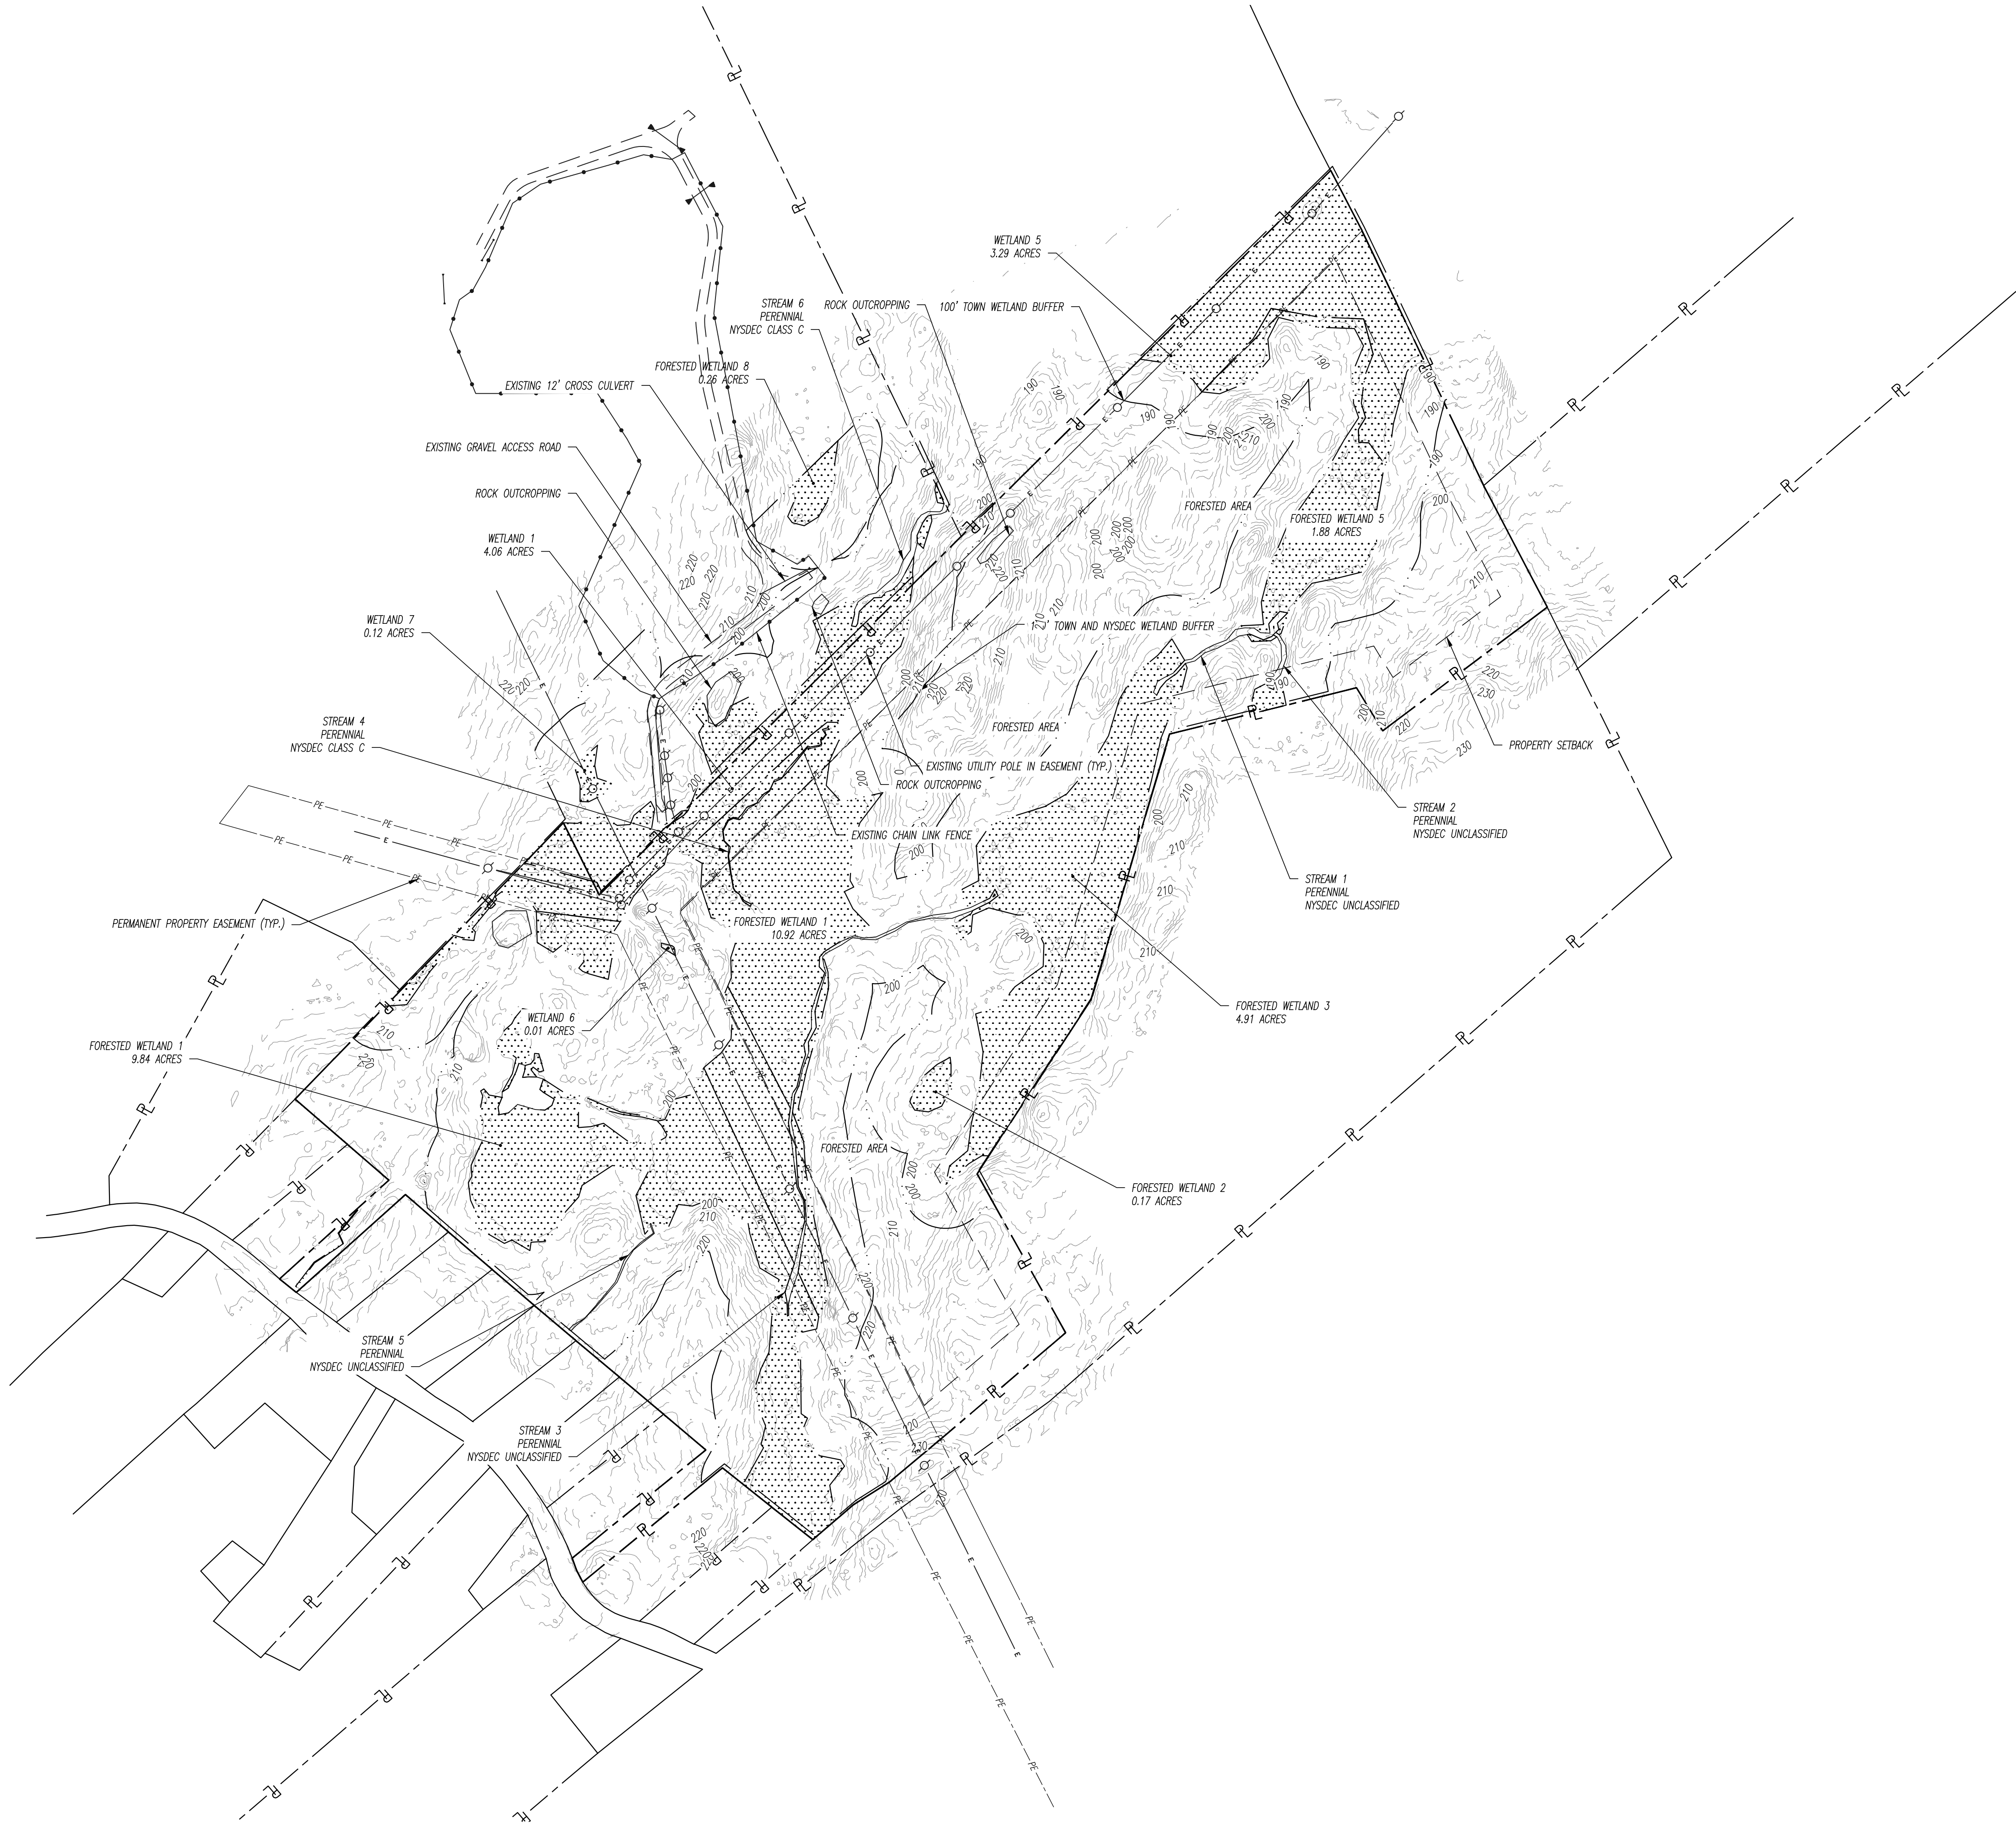 WETLAND 5
3.29 ACRES
STREAM 6
PERENNIAL
NYSDEC CLASS C
ROCK OUTCROPPING
100' TOWN WETLAND BUFFER
FORESTED WETLAND 8
0.26 ACRES
EXISTING 12' CROSS CULVERT
EXISTING GRAVEL ACCESS ROAD
ROCK OUTCROPPING
WETLAND 1
4.06 ACRES
FORESTED AREA
FORESTED WETLAND 5
1.88 ACRES
WETLAND 7
0.12 ACRES
TOWN AND NYSDEC WETLAND BUFFER
STREAM 4
PERENNIAL
NYSDEC CLASS C
FORESTED AREA
PROPERTY SETBACK
EXISTING UTILITY POLE IN EASEMENT (TYP.)
ROCK OUTCROPPING
STREAM 2
PERENNIAL
NYSDEC UNCLASSIFIED
EXISTING CHAIN LINK FENCE
STREAM 1
PERENNIAL
NYSDEC UNCLASSIFIED
PERMANENT PROPERTY EASEMENT (TYP.)
FORESTED WETLAND 1
10.92 ACRES
FORESTED WETLAND 3
4.91 ACRES
WETLAND 6
0.01 ACRES
FORESTED WETLAND 1
9.84 ACRES
FORESTED AREA
FORESTED WETLAND 2
0.17 ACRES
STREAM 5
PERENNIAL
NYSDEC UNCLASSIFIED
STREAM 3
PERENNIAL
NYSDEC UNCLASSIFIED